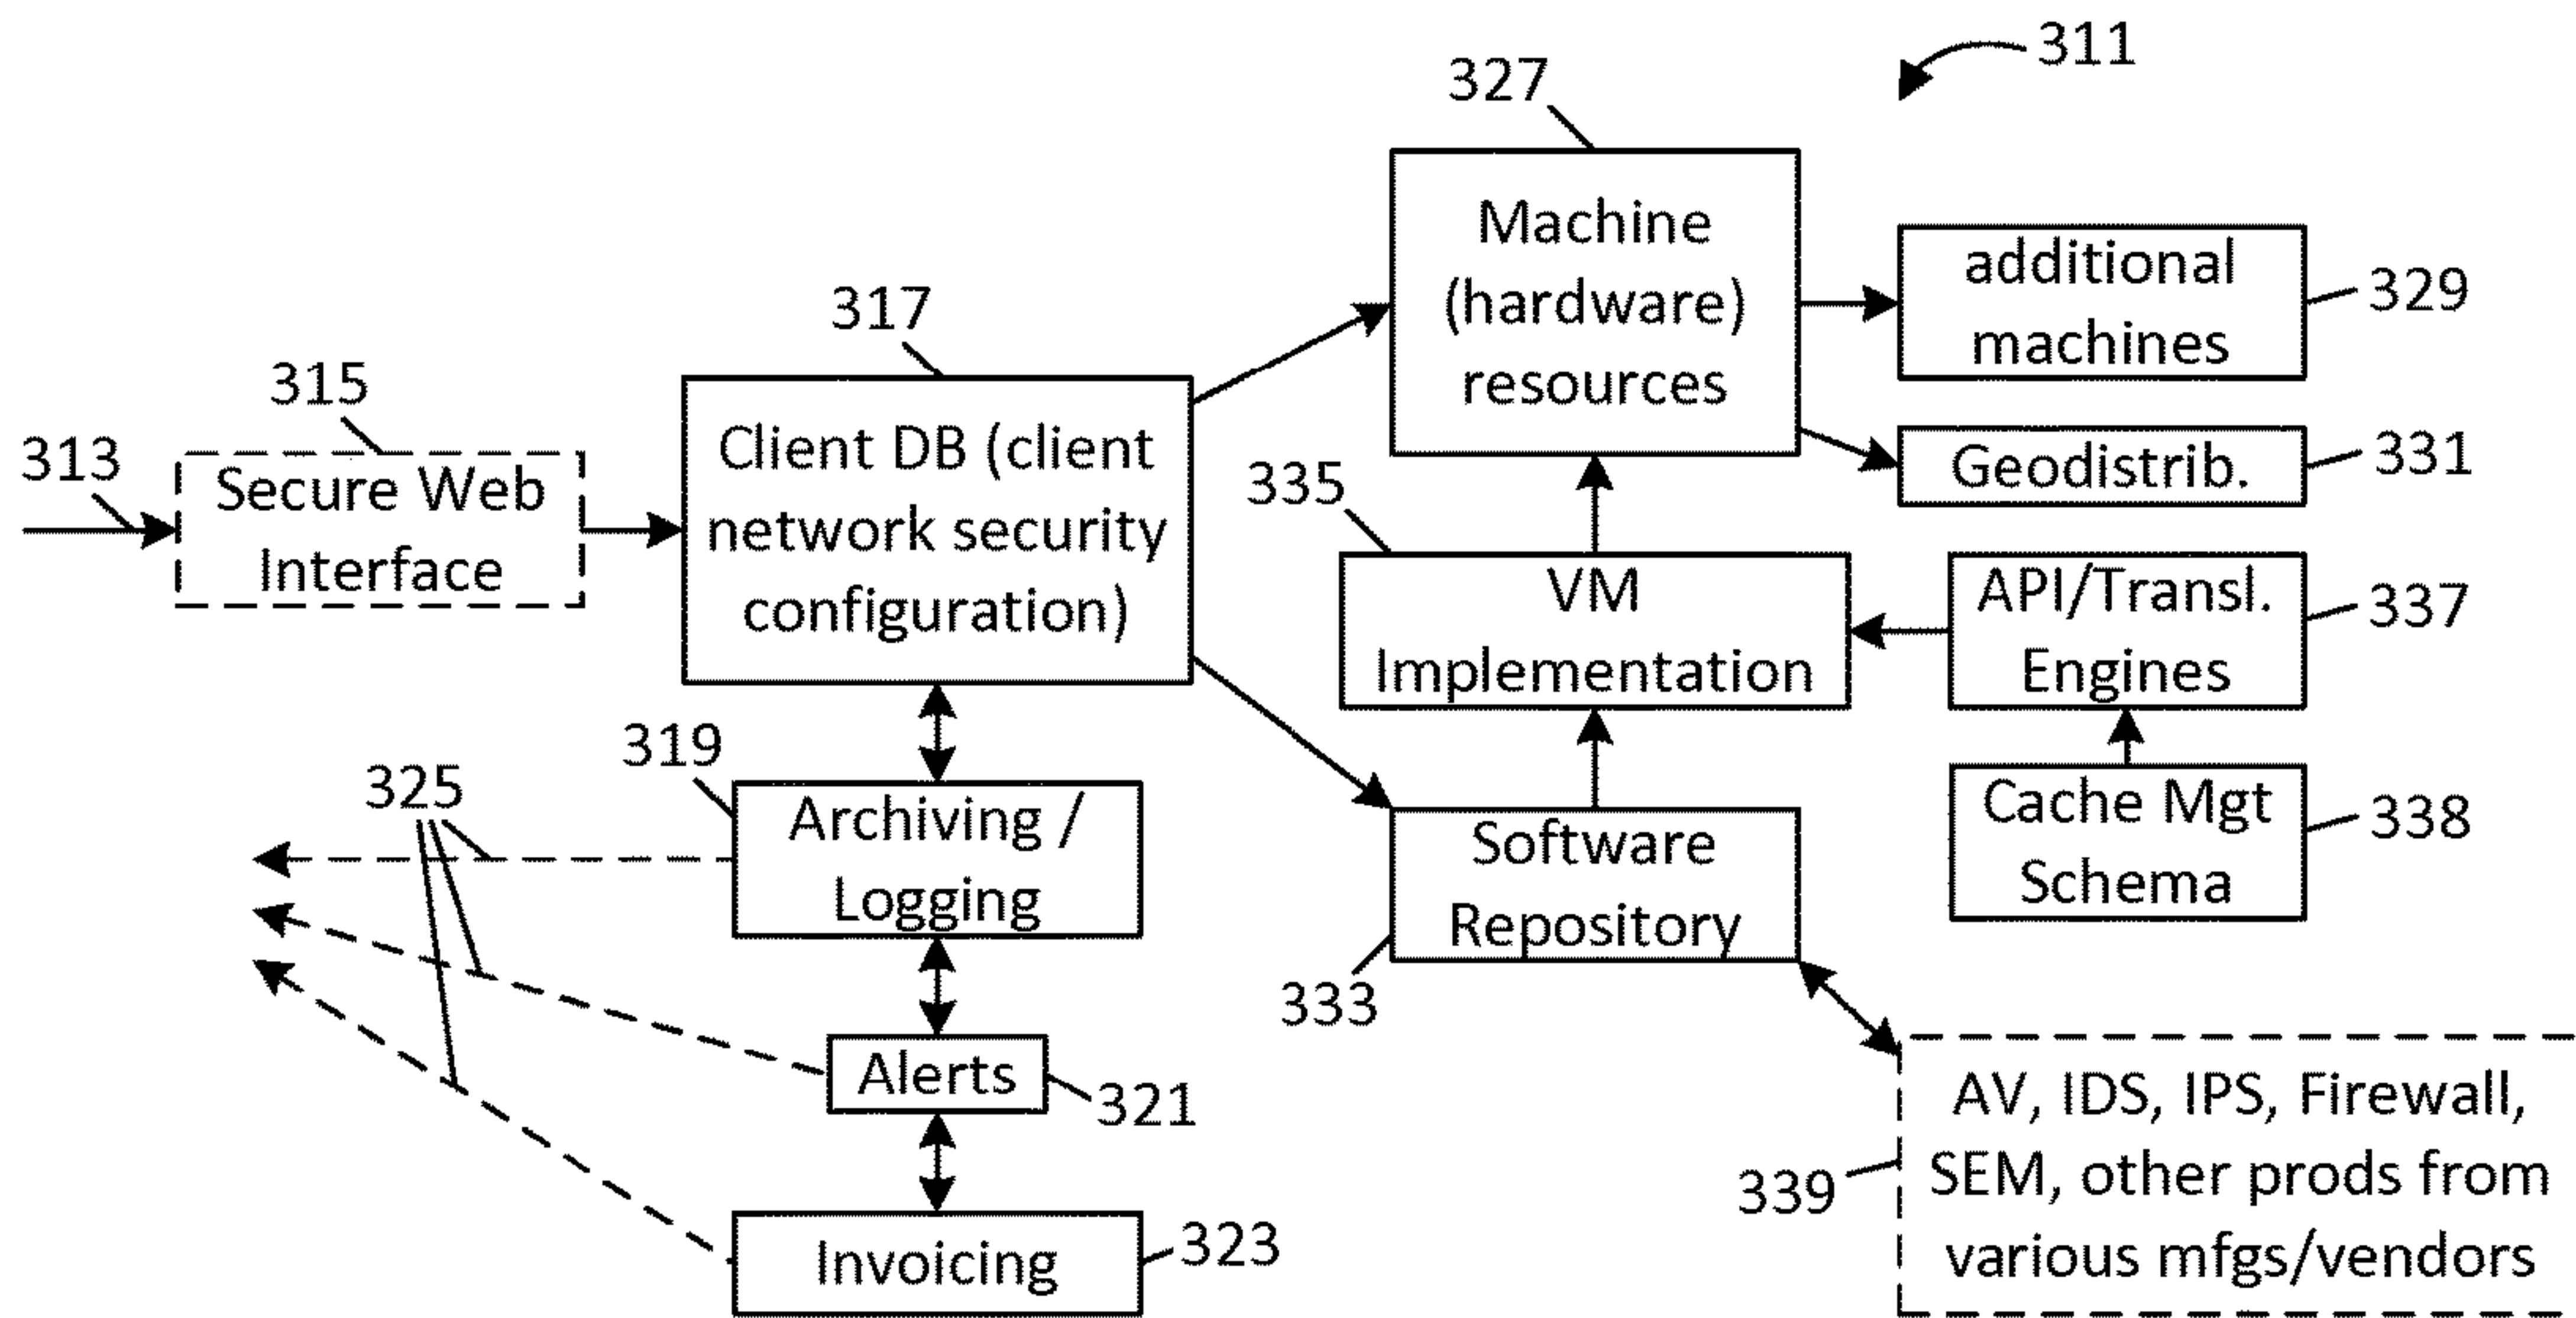 311
327
Machine
(hardware)
resources
additional
machines
329
317
315
313
Secure Web
Interface
Client DB (client
network security
configuration)
Geodistrib.
331
335
VM
Implementation
API/Transl.
Engines
337
319
325
Archiving /
Logging
Cache Mgt
Schema
338
Software
Repository
333
Alerts
321
AV, IDS, IPS, Firewall,
SEM, other prods from
various mfgs/vendors
339
Invoicing
323